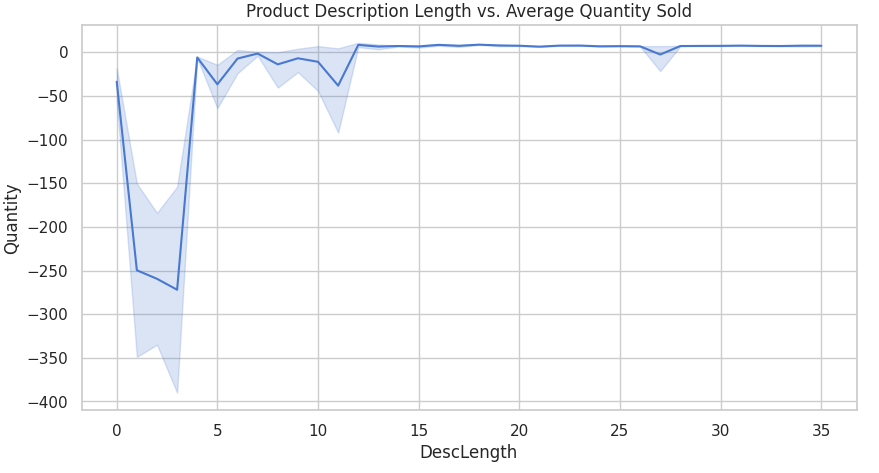 Product Description Length vs. Average Quantity Sold
0
−50
−100
−150
−200
−250
−300
−350
−400
Quantity
0 5 10 15 20 25 30 35
DescLength